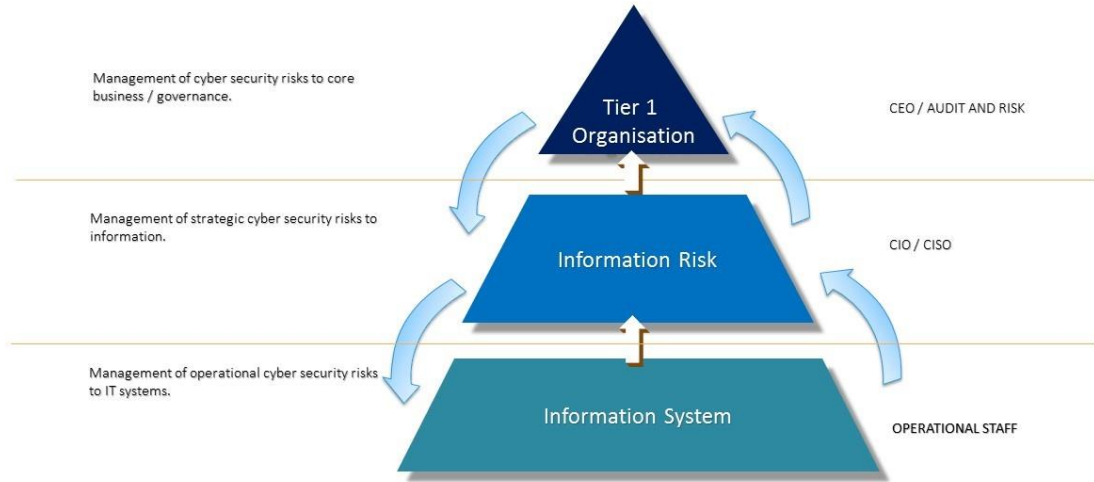 Management of cyber security risks to core
business / governance.
Tier 1
Organisation
CEO / AUDIT AND RISK
Management of strategic cyber security risks to
information.
Information Risk
CIO / CISO
Management of operational cyber security risks
to IT systems.
Information System
OPERATIONAL STAFF